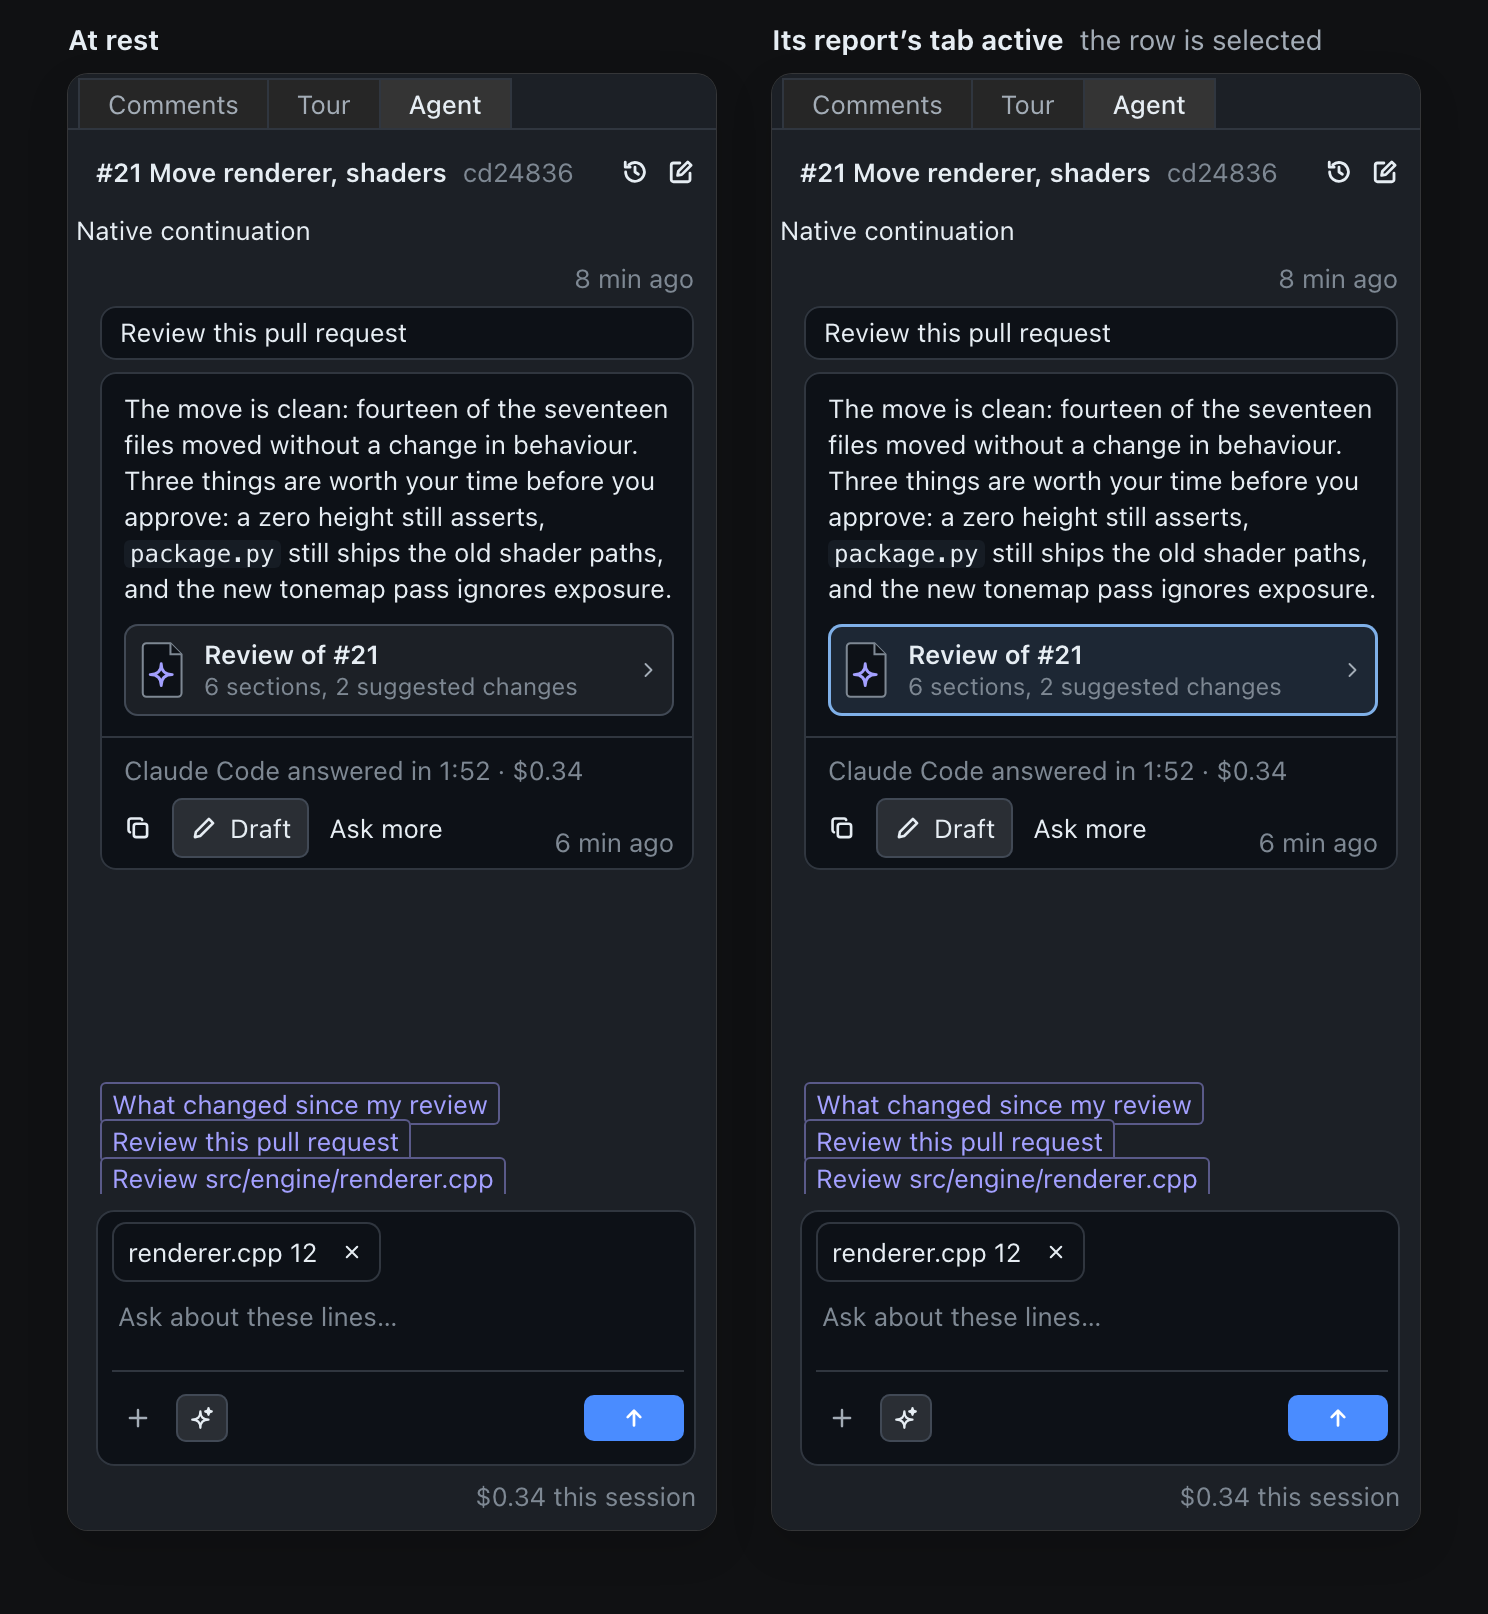 At rest
Comments Tour Agent
#21 Move renderer, shaders cd24836
Native continuation
8 min ago
Review this pull request
The move is clean: fourteen of the seventeen
files moved without a change in behaviour.
Three things are worth your time before you
approve: a zero height still asserts,
package.py still ships the old shader paths,
and the new tonemap pass ignores exposure.
Review of #21
6 sections, 2 suggested changes
Claude Code answered in 1:52 · $0.34
Draft Ask more
6 min ago
What changed since my review
Review this pull request
Review src/engine/renderer.cpp
renderer.cpp 12 ×
Ask about these lines...
$0.34 this session
Its report’s tab active the row is selected
Comments Tour Agent
#21 Move renderer, shaders cd24836
Native continuation
8 min ago
Review this pull request
The move is clean: fourteen of the seventeen
files moved without a change in behaviour.
Three things are worth your time before you
approve: a zero height still asserts,
package.py still ships the old shader paths,
and the new tonemap pass ignores exposure.
Review of #21
6 sections, 2 suggested changes
Claude Code answered in 1:52 · $0.34
Draft Ask more
6 min ago
What changed since my review
Review this pull request
Review src/engine/renderer.cpp
renderer.cpp 12 ×
Ask about these lines...
$0.34 this session